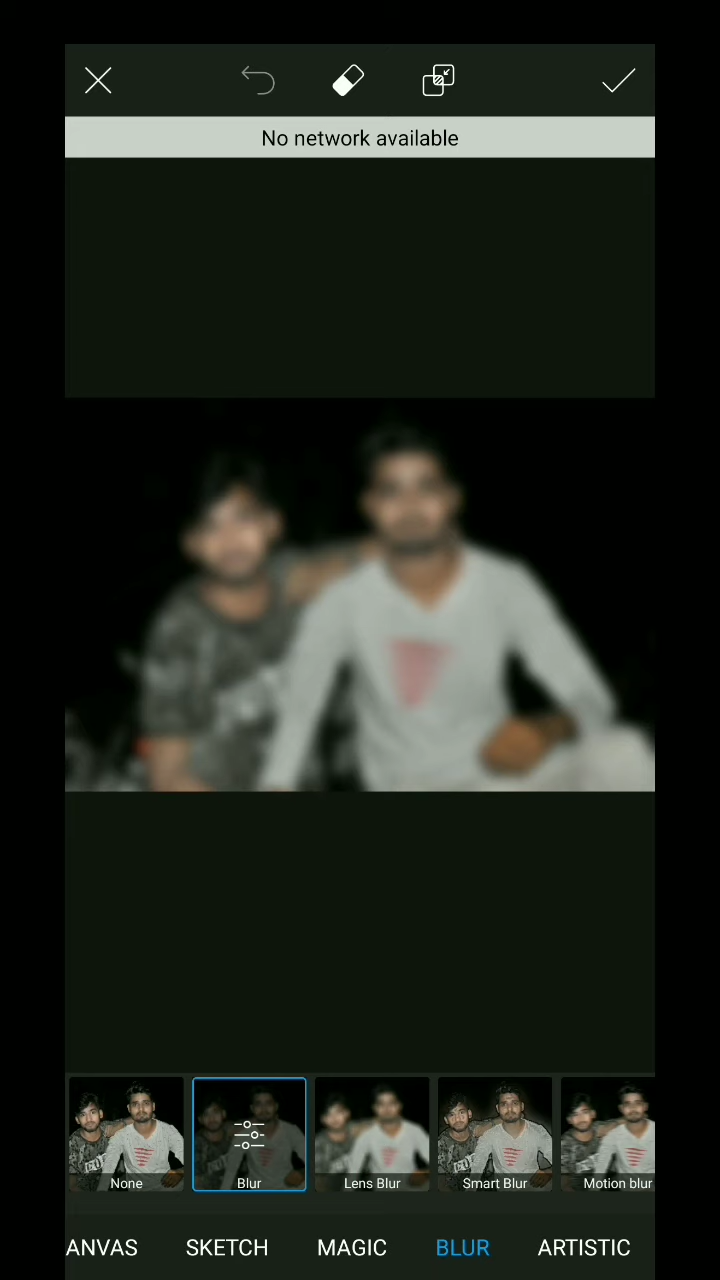 No network available
None
Blur
Lens Blur
Smart Blur
Motion blur
ANVAS
SKETCH
MAGIC
BLUR
ARTISTIC